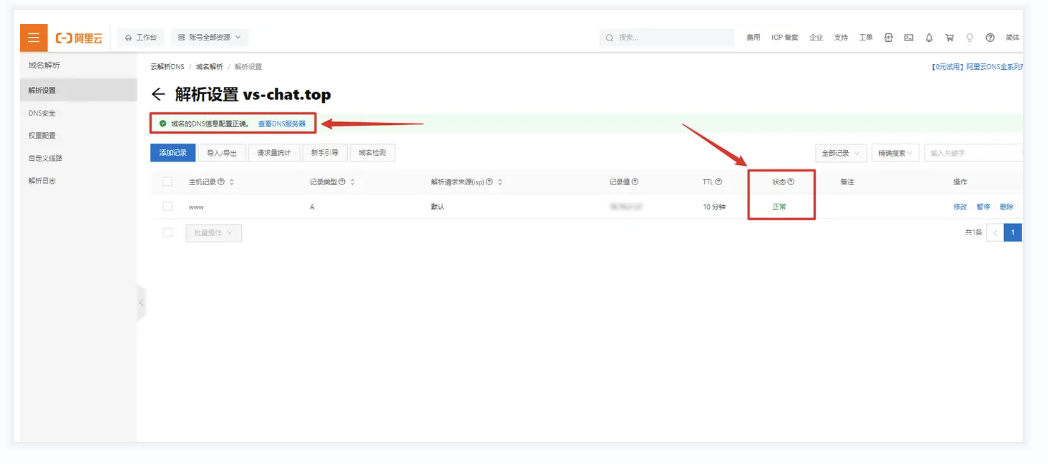 阿里云 工作台 账号全部资源 搜索... 费用 ICP 备案 企业 支持 工单 简体
域名解析
云解析DNS / 域名解析 / 解析设置
【0元试用】阿里云DNS全系列产
解析设置
← 解析设置 vs-chat.top
DNS安全
域名的DNS信息配置正确。 查看DNS服务器
权重配置
添加记录 导入/导出 请求量统计 新手引导 域名检测 全部记录 精确搜索 输入关键字
自定义线路
解析日志
主机记录 记录类型 解析请求来源(isp) 记录值 TTL 状态 备注 操作
www A 默认 10 分钟 正常 修改 暂停 删除
批量操作 共1条 < 1